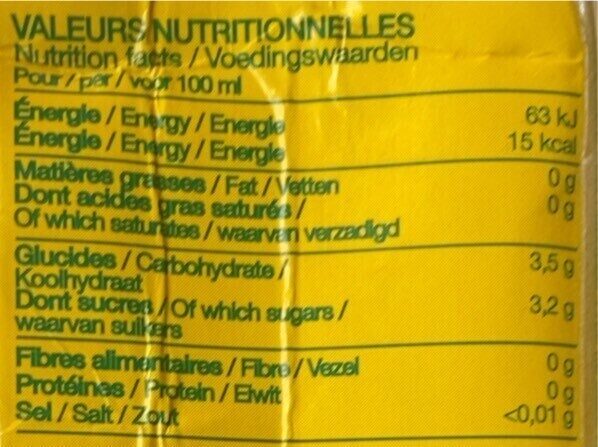 VALEURS NUTRITIONNELLES
Nutrition facts / Voedingswaarden
Pour / per / voor 100 ml
Énergie / Energy / Energie 63 kJ
Énergie / Energy / Energie 15 kcal
Matières grasses / Fat / Vetten 0 g
Dont acides gras saturés / 0 g
Of which saturates / waarvan verzadigd
Glucides / Carbohydrate / 3,5 g
Koolhydraat
Dont sucres / Of which sugars / 3,2 g
waarvan suikers
Fibres alimentaires / Fibre / Vezel 0 g
Protéines / Protein / Eiwit 0 g
Sel / Salt / Zout <0,01 g